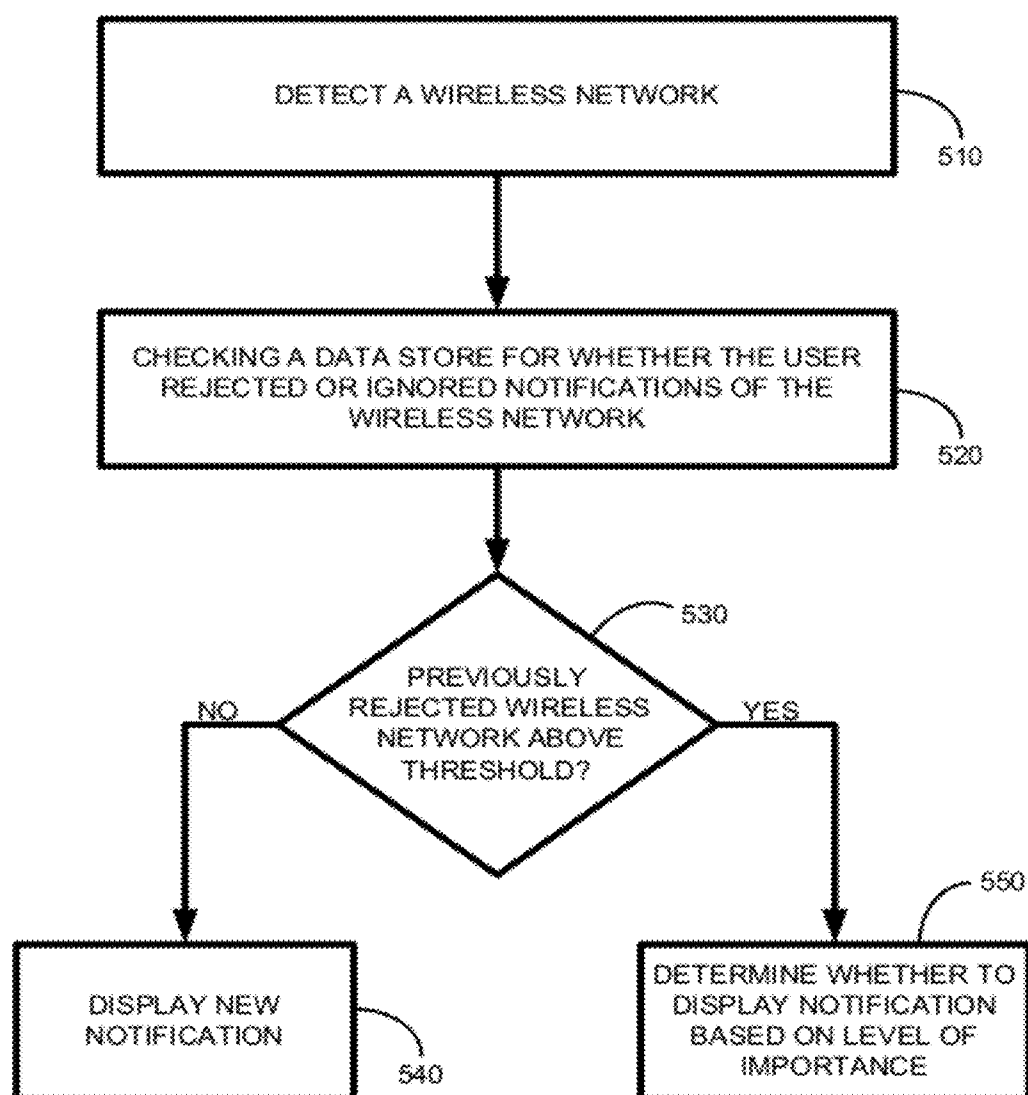 DETECT A WIRELESS NETWORK
510
CHECKING A DATA STORE FOR WHETHER THE USER
REJECTED OR IGNORED NOTIFICATIONS OF THE
WIRELESS NETWORK
520
530
PREVIOUSLY
REJECTED WIRELESS
NETWORK ABOVE
THRESHOLD?
NO
YES
550
DISPLAY NEW
NOTIFICATION
540
DETERMINE WHETHER TO
DISPLAY NOTIFICATION
BASED ON LEVEL OF
IMPORTANCE